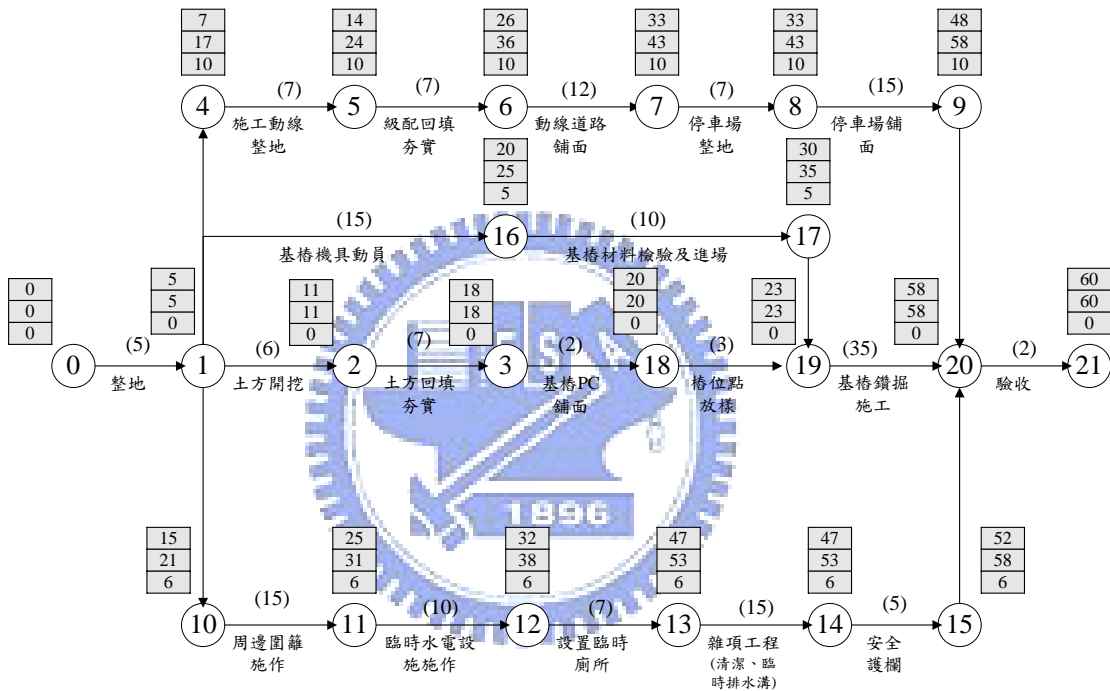 7 14 26 33 33 48
17 24 36 43 43 58
10 10 10 10 10 10
(7) (7) (12) (7) (15)
4 5 6 7 8 9
施工動線 級配回填 動線道路 停車場 停車場舖
整地 夯實 舖面 整地 面
20 30
25 35
5 5
(15) (10)
16 17
基樁機具動員 基樁材料檢驗及進場
0 5 11 18 20 23 58 60
0 5 11 18 20 23 58 60
0 0 0 0 0 0 0 0
(5) (6) (7) (2) (3) (35) (2)
0 1 2 3 18 19 20 21
整地 土方開挖 土方回填 基樁PC 樁位點 基樁鑽掘 驗收
夯實 舖面 放樣 施工
E S A
1896
15 25 32 47 47 52
21 31 38 53 53 58
6 6 6 6 6 6
(15) (10) (7) (15) (5)
10 11 12 13 14 15
周邊圍籬 臨時水電設 設置臨時 雜項工程 安全
施作 施施作 廁所 (清潔、臨 護欄
時排水溝)